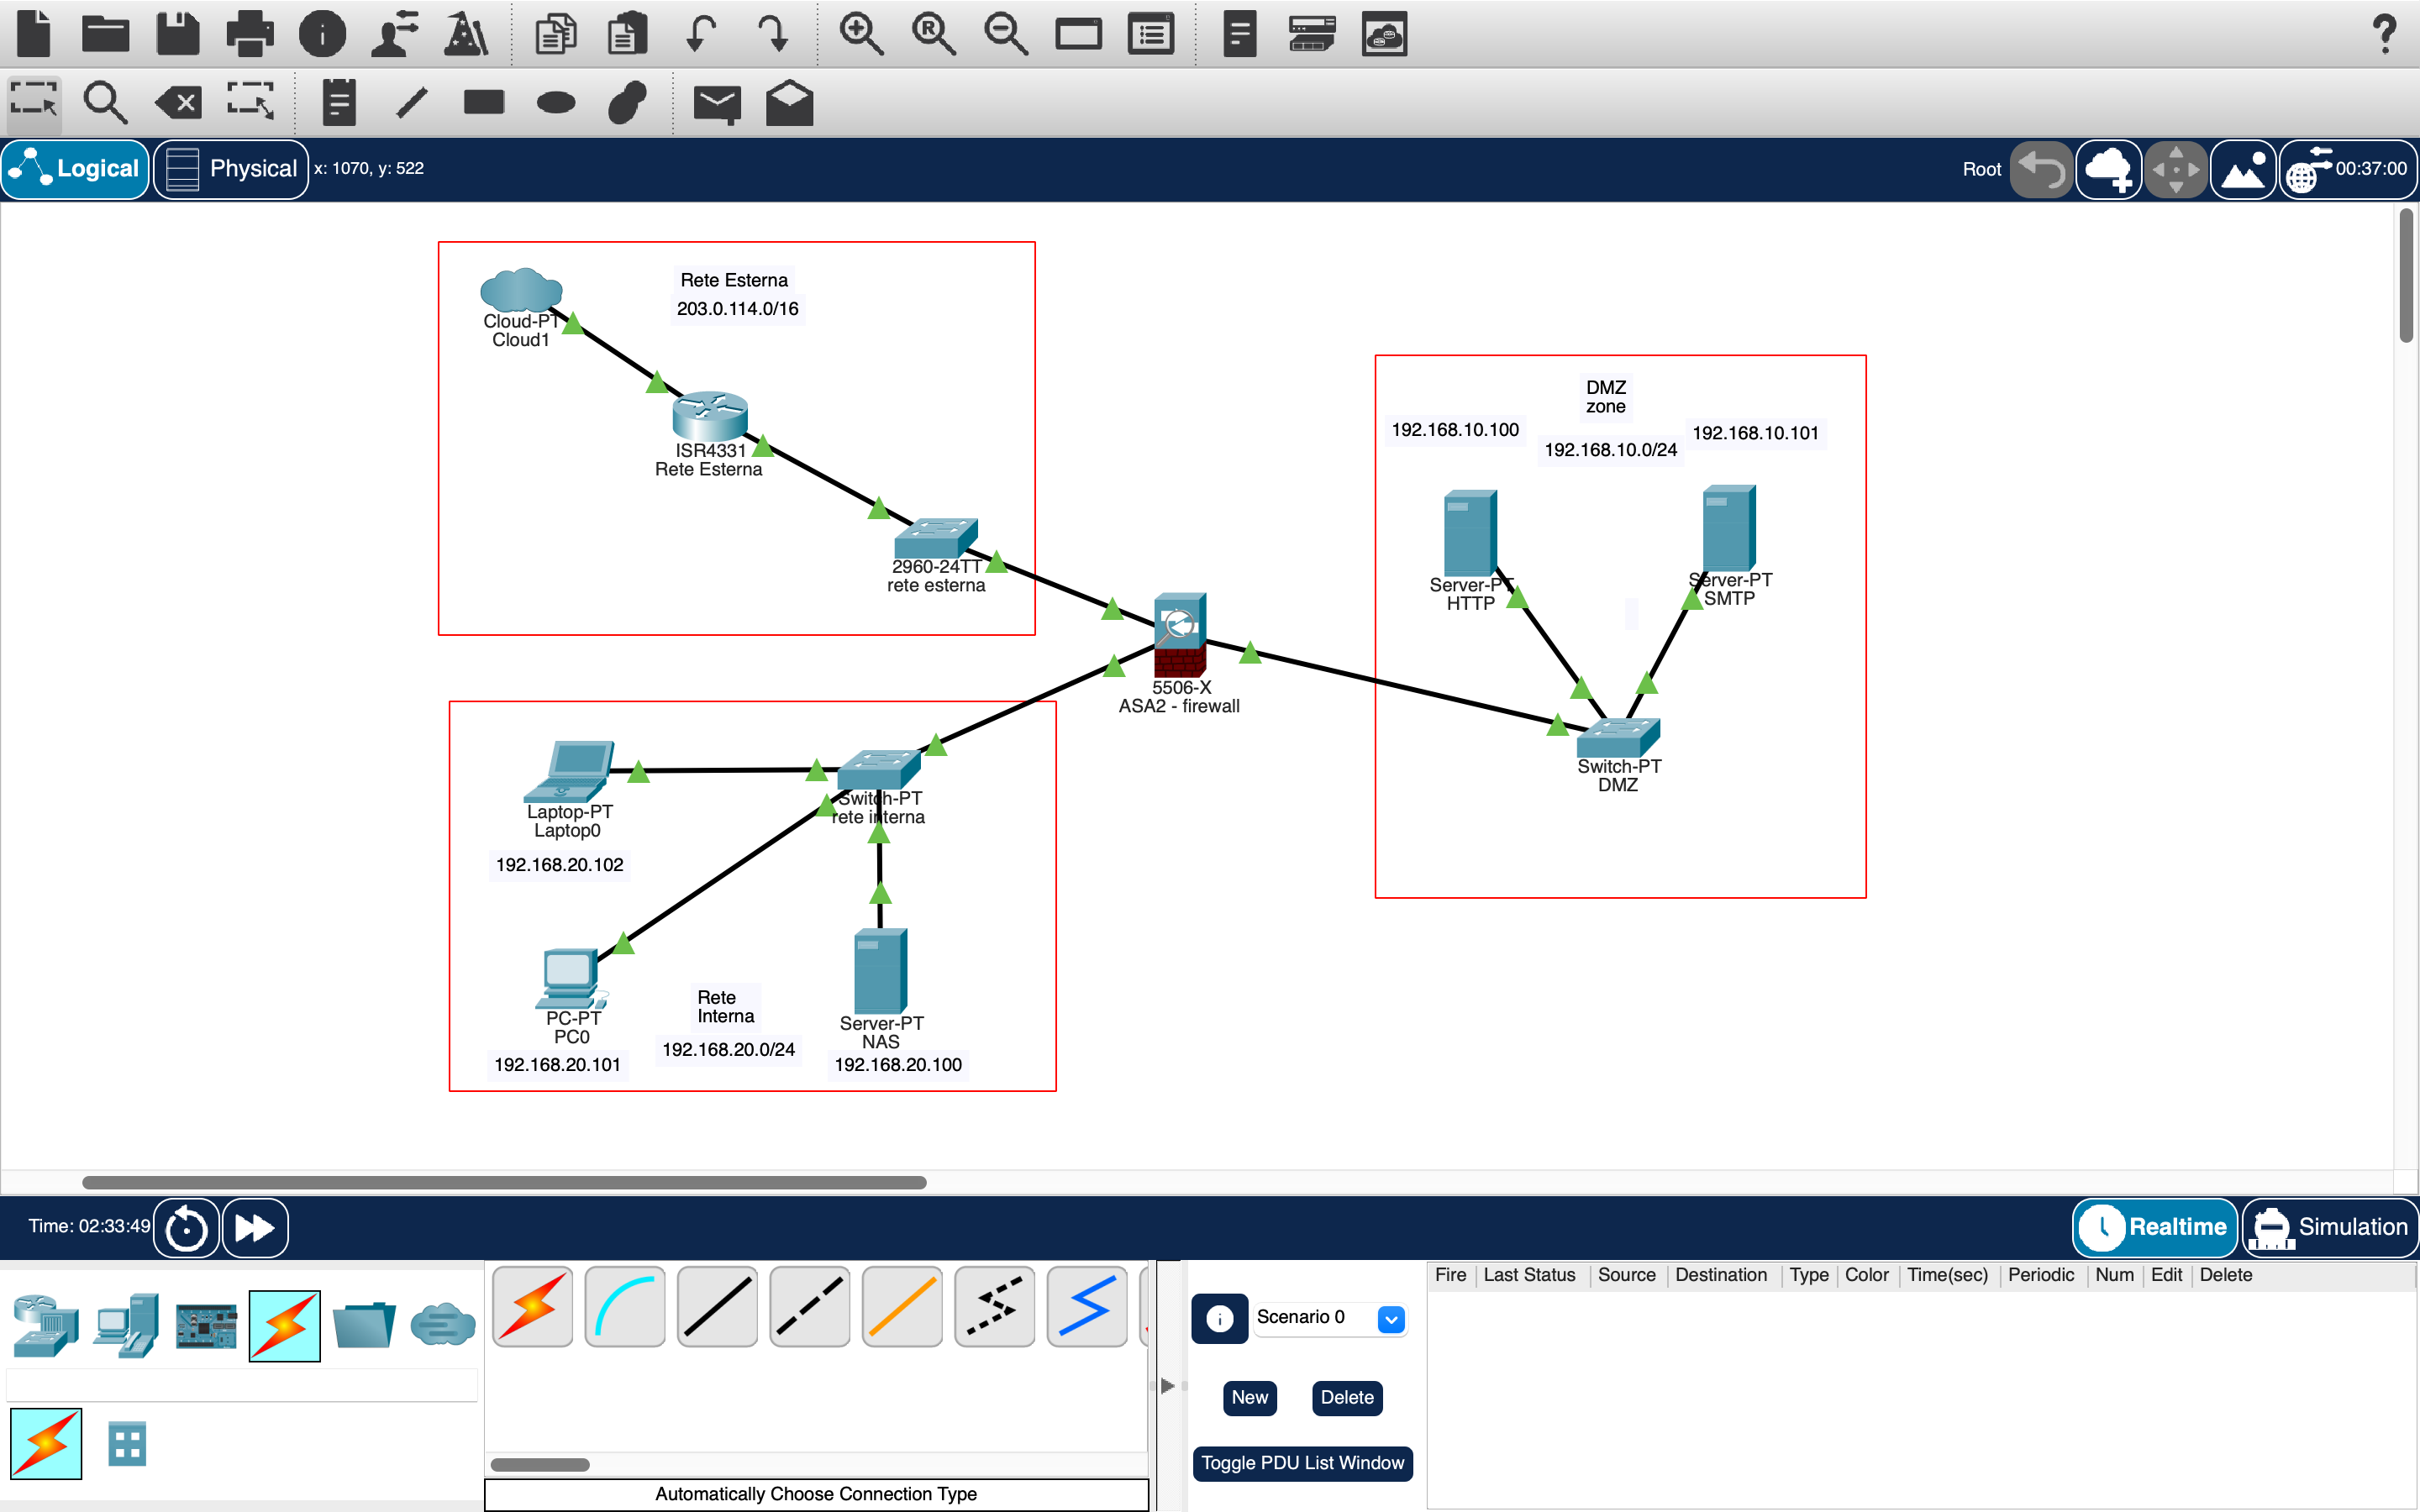 R
?
Logical
Physical
x: 1070, y: 522
Root
00:37:00
Rete Esterna
203.0.114.0/16
Cloud-PT
Cloud1
ISR4331
Rete Esterna
2960-24TT
rete esterna
DMZ
zone
192.168.10.100
192.168.10.101
192.168.10.0/24
Server-PT
HTTP
Server-PT
SMTP
5506-X
ASA2 - firewall
Switch-PT
DMZ
Laptop-PT
Laptop0
192.168.20.102
Switch-PT
rete interna
PC-PT
PC0
192.168.20.101
Rete
Interna
192.168.20.0/24
Server-PT
NAS
192.168.20.100
Time: 02:33:49
Realtime
Simulation
Scenario 0
New
Delete
Toggle PDU List Window
Fire Last Status Source Destination Type Color Time(sec) Periodic Num Edit Delete
Automatically Choose Connection Type